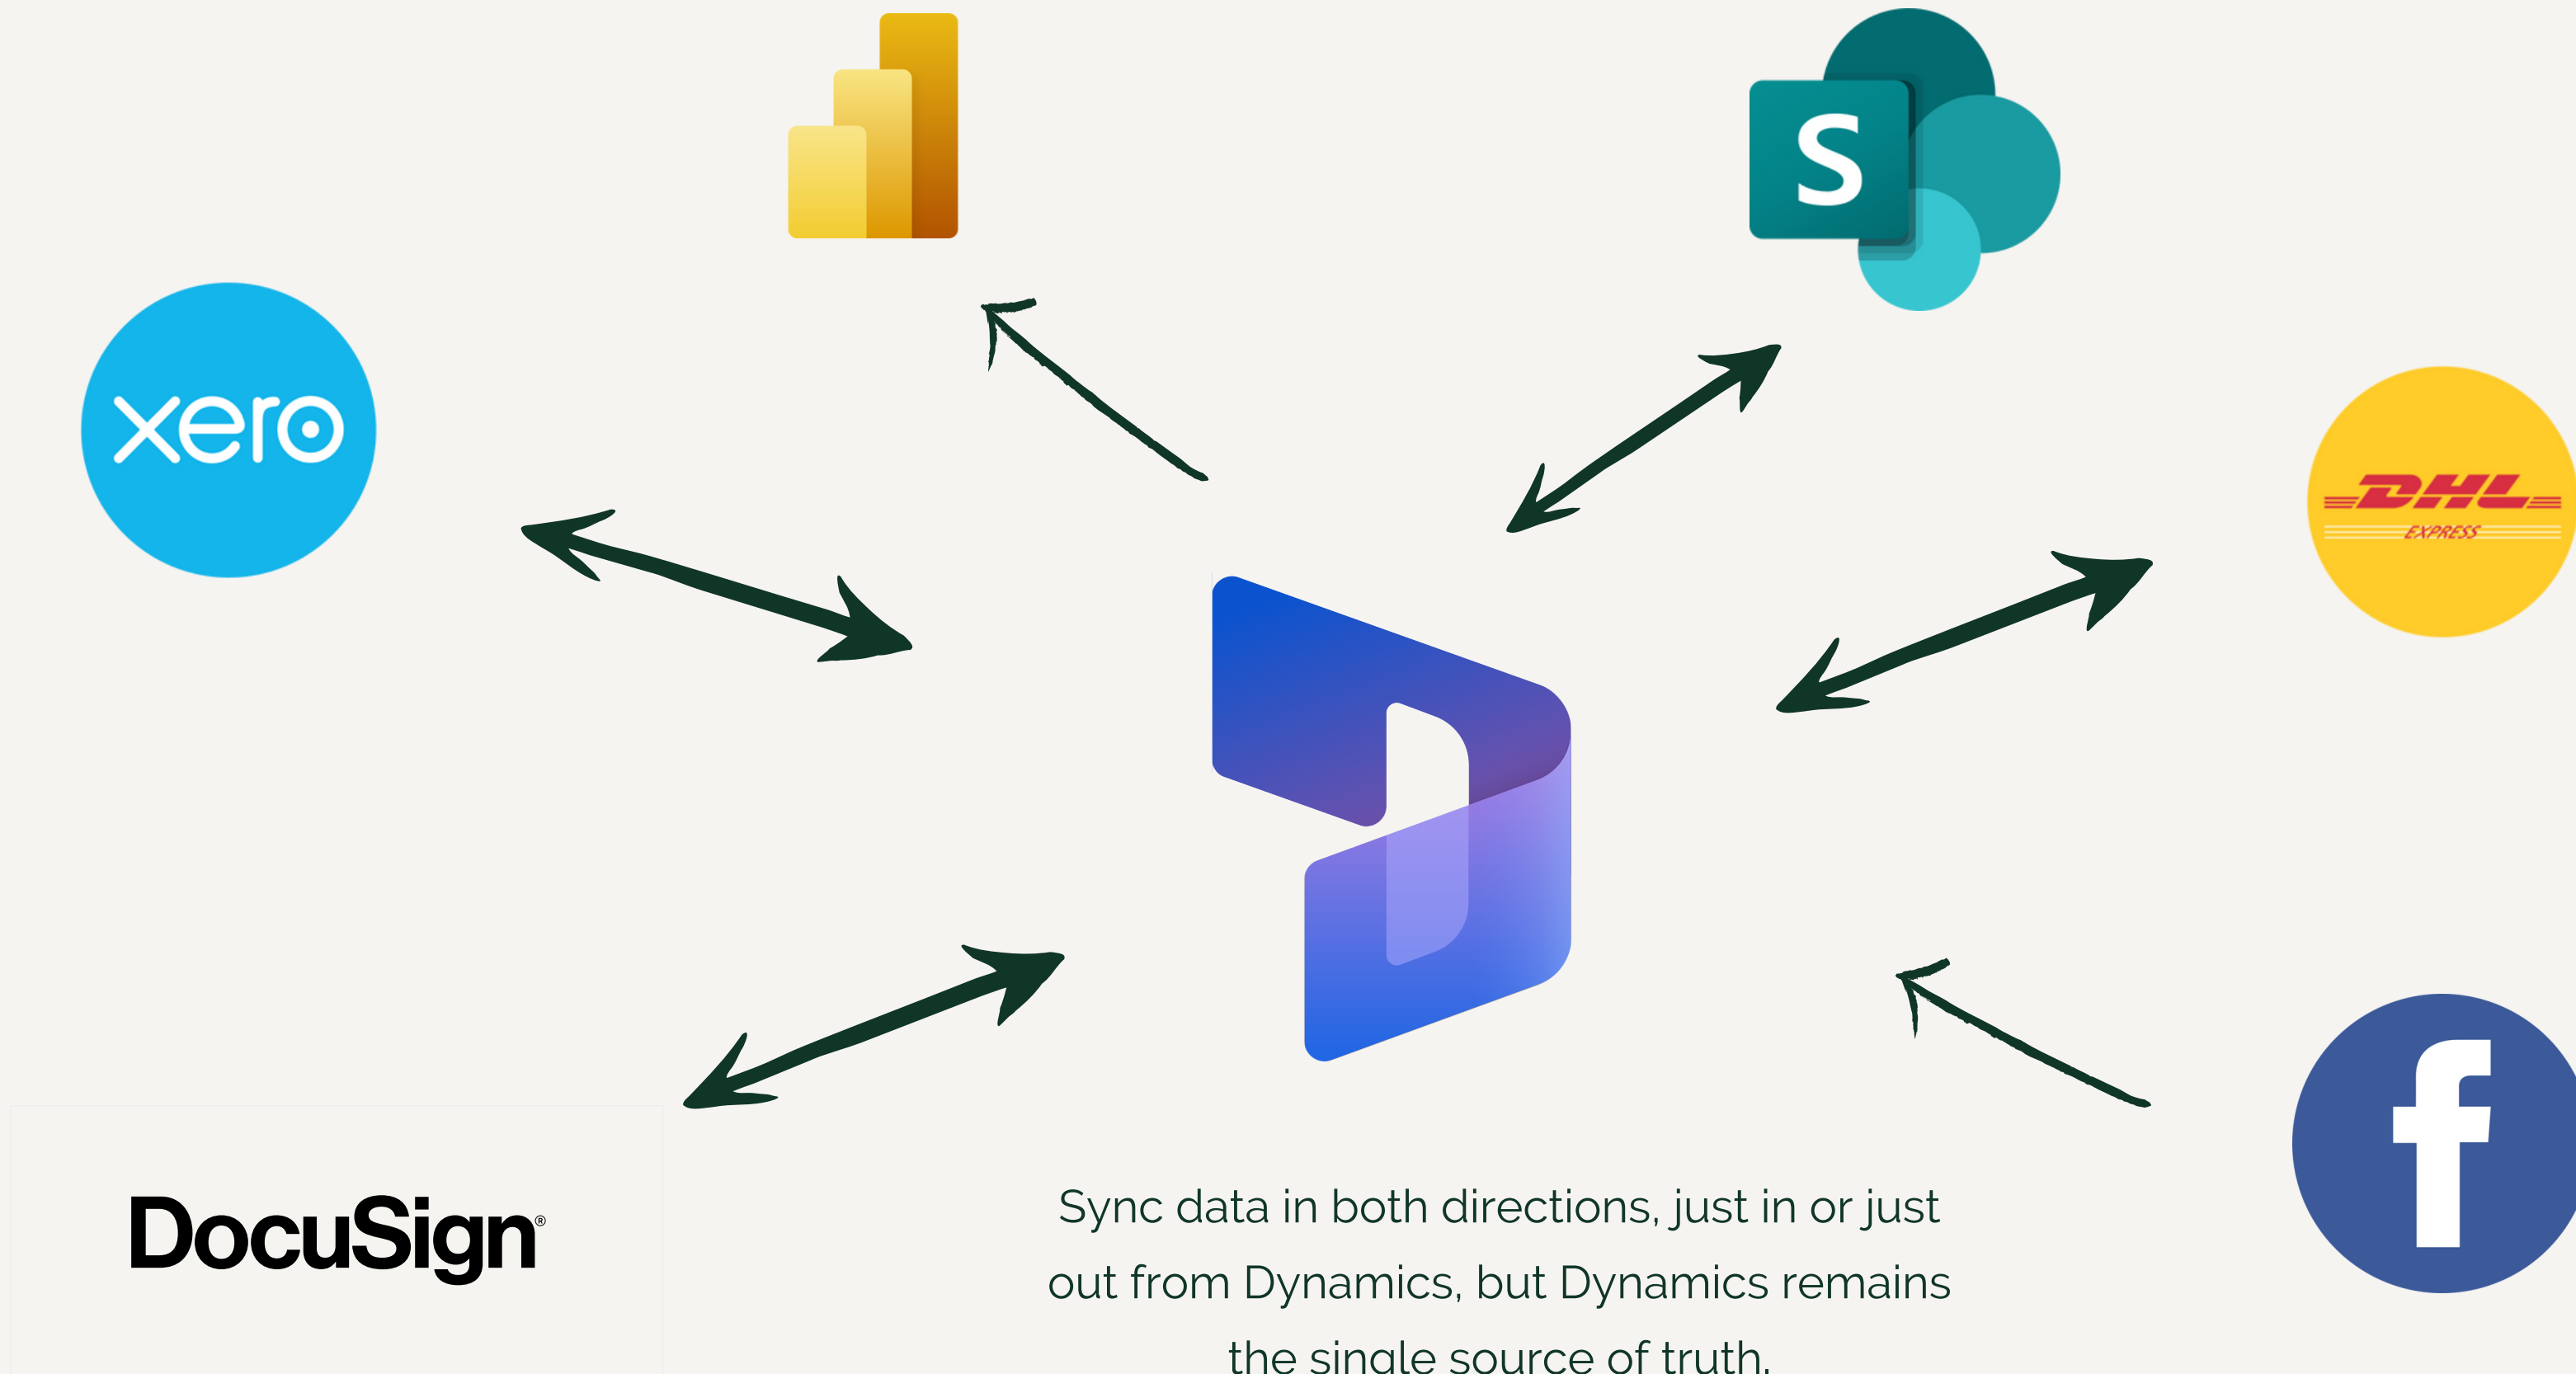 S
xero
DHL
EXPRESS
f
DocuSign®
Sync data in both directions, just in or just
out from Dynamics, but Dynamics remains
the single source of truth.